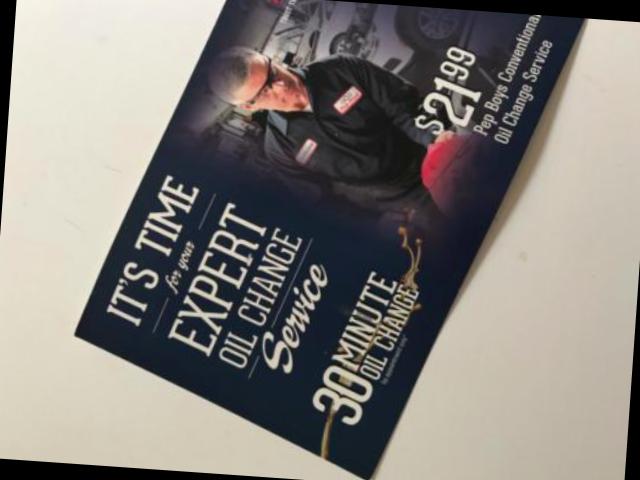 IT'S TIME
for your
EXPERT
OIL CHANGE
Service
30 MINUTE
OIL CHANGE
$21.99
Pep Boys Conventional
Oil Change Service